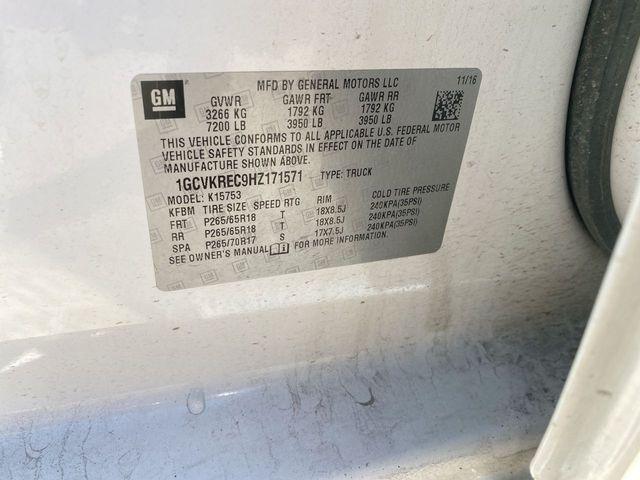 GM
MFD BY GENERAL MOTORS LLC 11/16
GVWR GAWR FRT GAWR RR
3266 KG 1792 KG 1792 KG
7200 LB 3950 LB 3950 LB
THIS VEHICLE CONFORMS TO ALL APPLICABLE U.S. FEDERAL MOTOR
VEHICLE SAFETY STANDARDS IN EFFECT ON THE DATE OF
MANUFACTURE SHOWN ABOVE.
1GCVKREC9HZ171571 TYPE: TRUCK
MODEL: K15753
KFBM TIRE SIZE SPEED RTG RIM COLD TIRE PRESSURE
FRT P265/65R18 T 18X8.5J 240KPA(35PSI)
RR P265/65R18 T 18X8.5J 240KPA(35PSI)
SPA P265/70R17 S 17X7.5J 240KPA(35PSI)
SEE OWNER'S MANUAL FOR MORE INFORMATION.